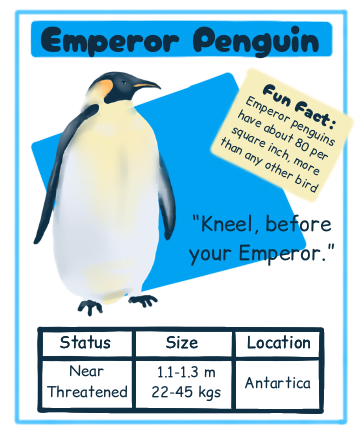 Emperor Penguin
Fun Fact:
Emperor penguins
have about 80 per
square inch, more
than any other bird
"Kneel, before
your Emperor."
Status Size Location
Near
Threatened
1.1-1.3 m
22-45 kgs
Antartica